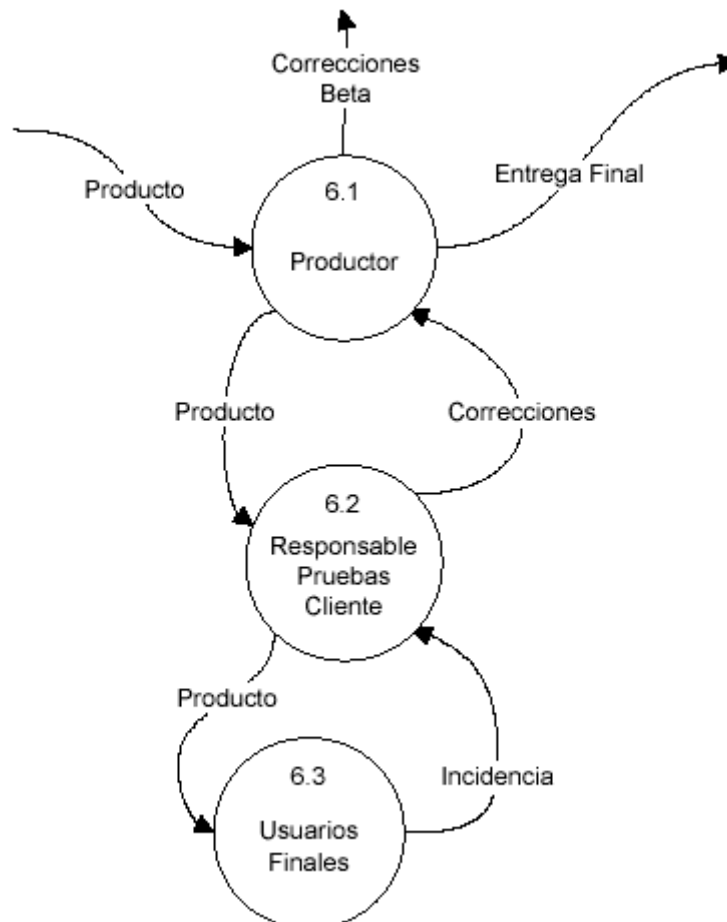 Correcciones
Beta
Producto
Entrega Final
6.1
Productor
Producto
Correcciones
6.2
Responsable
Pruebas
Cliente
Producto
Incidencia
6.3
Usuarios
Finales